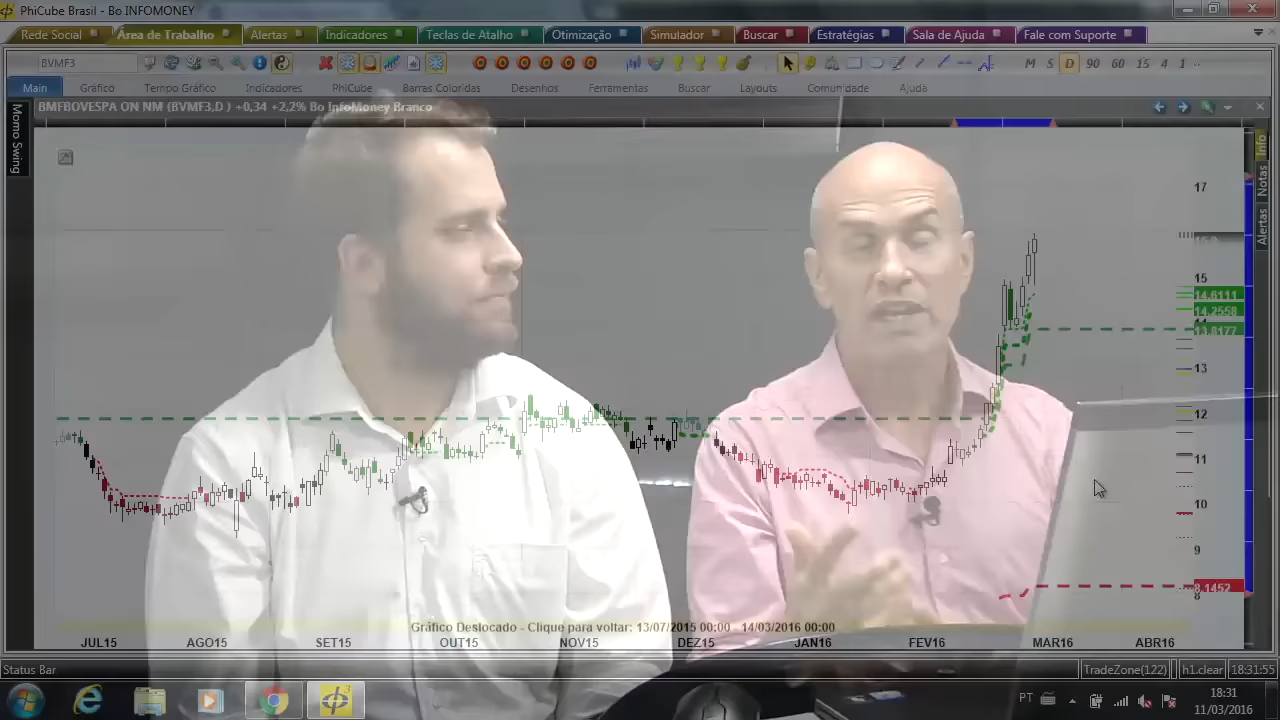 PhiCube Brasil - Bo INFOMONEY
Rede Social Área de Trabalho Alertas Indicadores Teclas de Atalho Otimização Simulador Buscar Estratégias Sala de Ajuda Fale com Suporte
BVMF3 M S D 90 60 15 4 1
Main Gráfico Tempo Gráfico Indicadores PhiCube Barras Coloridas Desenhos Ferramentas Buscar Layouts Comunidade Ajuda
BMFBOVESPA ON NM (BVMF3,D ) +0,34 +2,2% Bo InfoMoney Branco
Momo Swing
Info
Notas
Alertas
17
15
14.6111
14.2558
13.8177
13
12
11
10
9
8.1452
8
Gráfico Deslocado - Clique para voltar: 13/07/2015 00:00 - 14/03/2016 00:00
JUL15 AGO15 SET15 OUT15 NOV15 DEZ15 JAN16 FEV16 MAR16 ABR16
Status Bar TradeZone(122) h1.clear 18:31:55
PT 18:31
11/03/2016